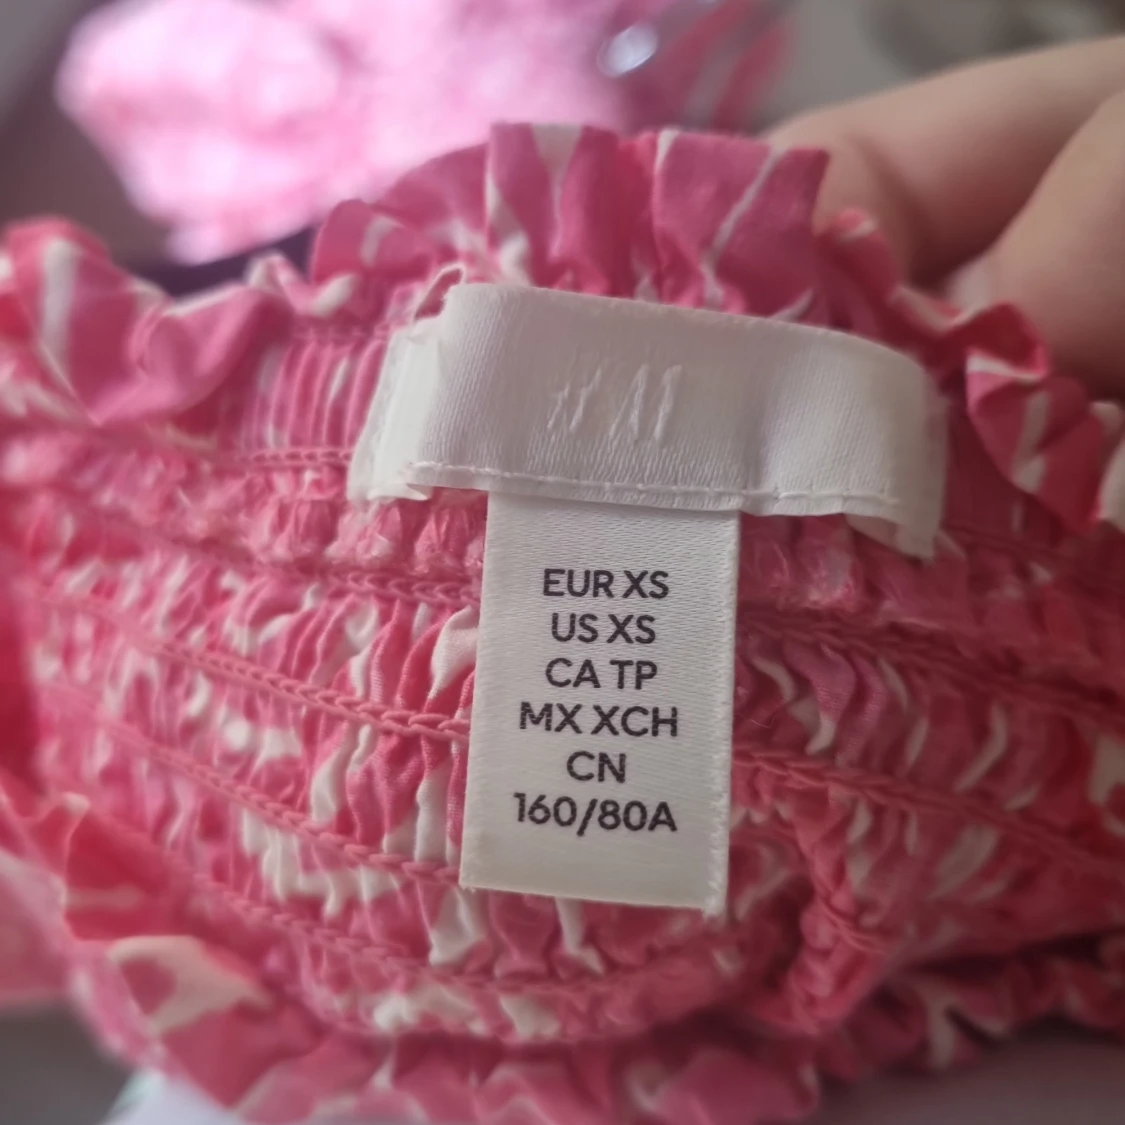 H&M
EUR XS
US XS
CA TP
MX XCH
CN
160/80A